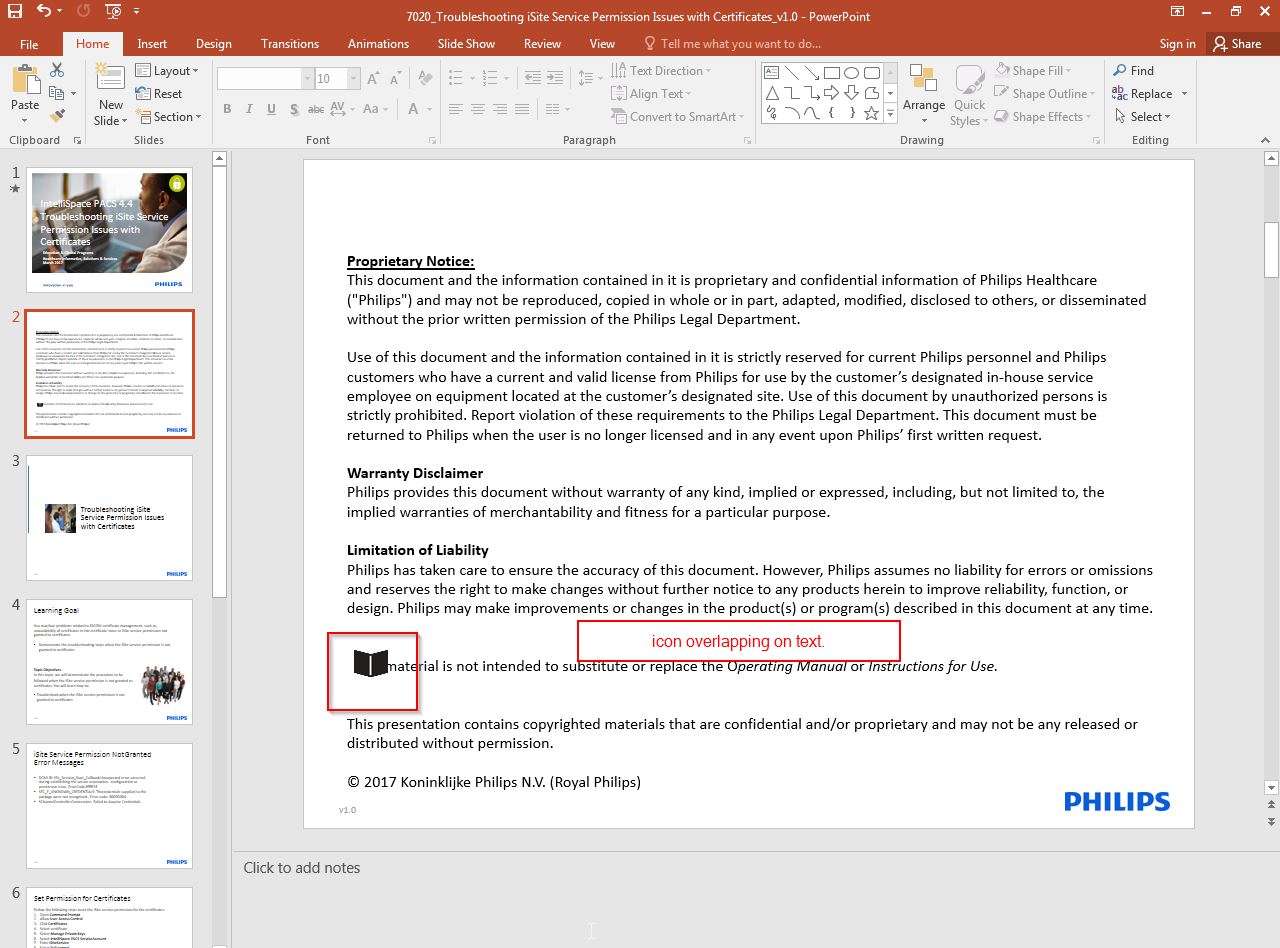 7020_Troubleshooting iSite Service Permission Issues with Certificates_v1.0 - PowerPoint
File Home Insert Design Transitions Animations Slide Show Review View Tell me what you want to do... Sign in Share
Paste
New
Slide
Layout
Reset
Section
10
B I U S abc AV Aa A
Text Direction
Align Text
Convert to SmartArt
Arrange
Quick
Styles
Shape Fill
Shape Outline
Shape Effects
Find
Replace
Select
Clipboard Slides Font Paragraph Drawing Editing
1
IntelliSpace PACS 4.4
Troubleshooting iSite Service
Permission Issues with
Certificates
PHILIPS
2
PHILIPS
3
Troubleshooting iSite
Service Permission Issues
with Certificates
PHILIPS
4
Learning Goal
Topic Objectives
PHILIPS
5
iSite Service Permission NotGranted
Error Messages
PHILIPS
6
Set Permission for Certificates
Proprietary Notice:
This document and the information contained in it is proprietary and confidential information of Philips Healthcare
("Philips") and may not be reproduced, copied in whole or in part, adapted, modified, disclosed to others, or disseminated
without the prior written permission of the Philips Legal Department.
Use of this document and the information contained in it is strictly reserved for current Philips personnel and Philips
customers who have a current and valid license from Philips for use by the customer’s designated in-house service
employee on equipment located at the customer’s designated site. Use of this document by unauthorized persons is
strictly prohibited. Report violation of these requirements to the Philips Legal Department. This document must be
returned to Philips when the user is no longer licensed and in any event upon Philips’ first written request.
Warranty Disclaimer
Philips provides this document without warranty of any kind, implied or expressed, including, but not limited to, the
implied warranties of merchantability and fitness for a particular purpose.
Limitation of Liability
Philips has taken care to ensure the accuracy of this document. However, Philips assumes no liability for errors or omissions
and reserves the right to make changes without further notice to any products herein to improve reliability, function, or
design. Philips may make improvements or changes in the product(s) or program(s) described in this document at any time.
icon overlapping on text.
material is not intended to substitute or replace the Operating Manual or Instructions for Use.
This presentation contains copyrighted materials that are confidential and/or proprietary and may not be any released or
distributed without permission.
© 2017 Koninklijke Philips N.V. (Royal Philips)
v1.0
PHILIPS
Click to add notes